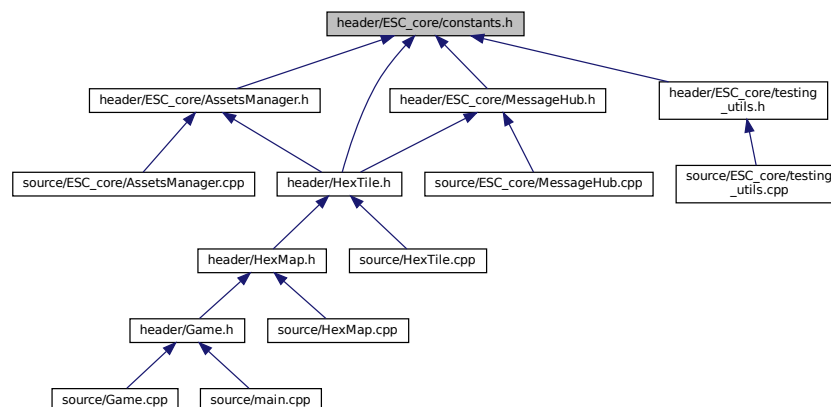 header/ESC_core/constants.h
header/ESC_core/AssetsManager.h
header/ESC_core/MessageHub.h
header/ESC_core/testing
_utils.h
source/ESC_core/AssetsManager.cpp
header/HexTile.h
source/ESC_core/MessageHub.cpp
source/ESC_core/testing
_utils.cpp
header/HexMap.h
source/HexTile.cpp
header/Game.h
source/HexMap.cpp
source/Game.cpp
source/main.cpp